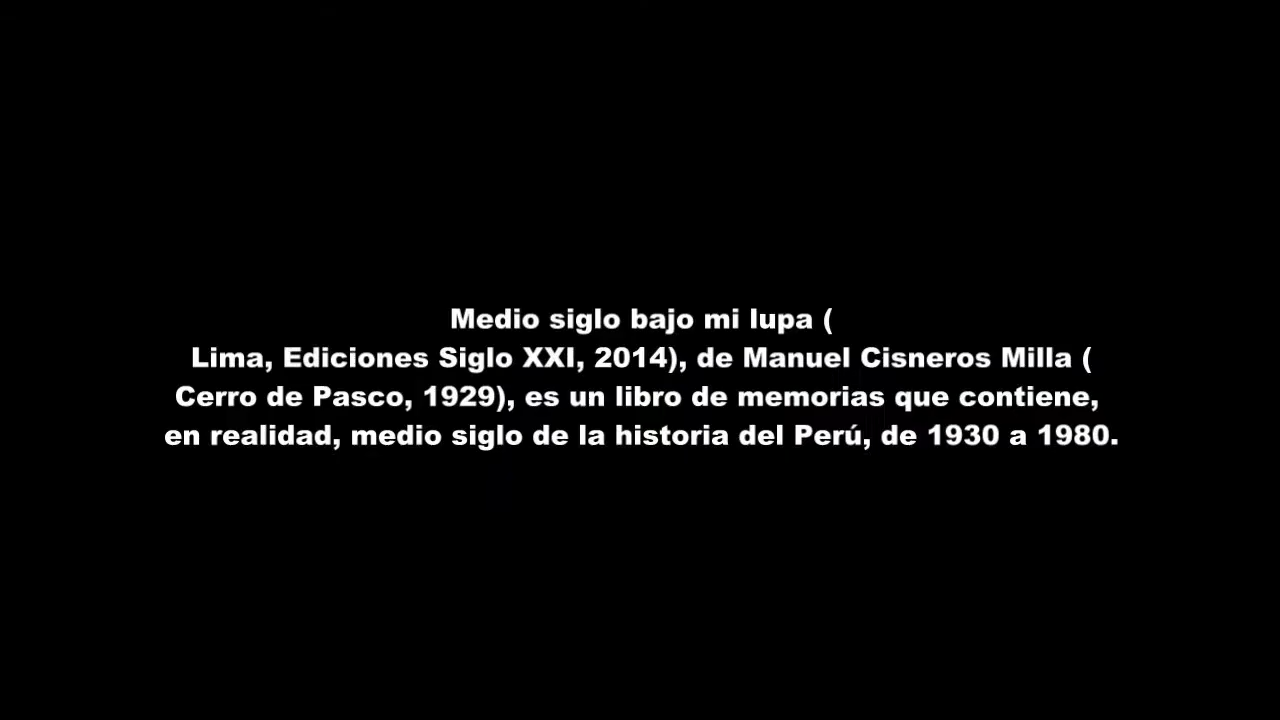 Medio siglo bajo mi lupa (
Lima, Ediciones Siglo XXI, 2014), de Manuel Cisneros Milla (
Cerro de Pasco, 1929), es un libro de memorias que contiene,
en realidad, medio siglo de la historia del Perú, de 1930 a 1980.